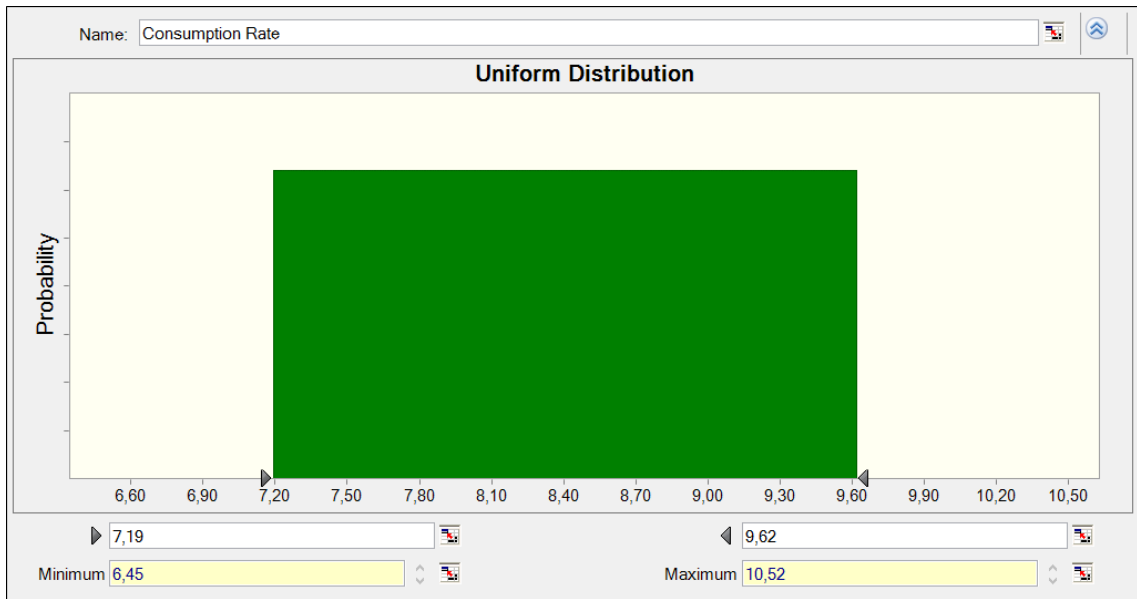 Name: Consumption Rate
Uniform Distribution
Probability
6,60 6,90 7,20 7,50 7,80 8,10 8,40 8,70 9,00 9,30 9,60 9,90 10,20 10,50
7,19 9,62
Minimum 6,45 Maximum 10,52